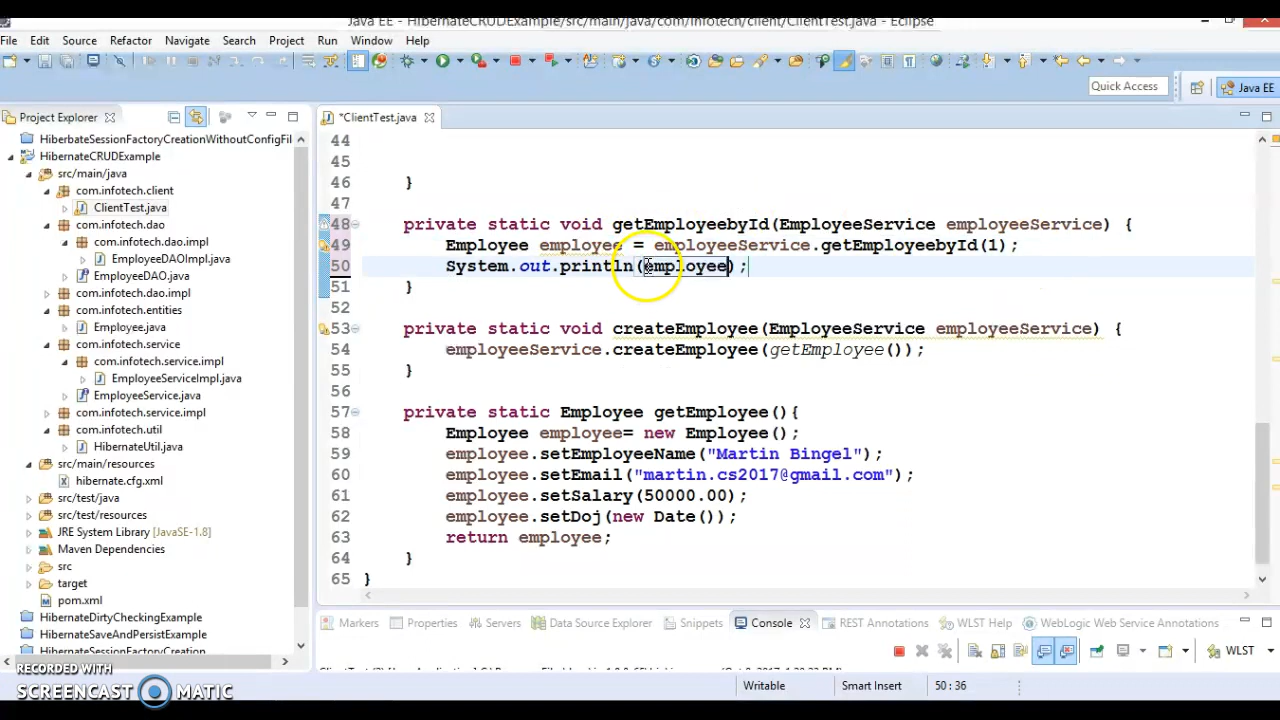 Java EE - HibernateCRUDExample/src/main/java/com/infotech/client/ClientTest.java - Eclipse
File Edit Source Refactor Navigate Search Project Run Window Help
Quick Access
Java EE
Project Explorer
*ClientTest.java
HiberbateSessionFactoryCreationWithoutConfigFil
HibernateCRUDExample
src/main/java
com.infotech.client
ClientTest.java
com.infotech.dao
com.infotech.dao.impl
EmployeeDAOImpl.java
EmployeeDAO.java
com.infotech.dao.impl
com.infotech.entities
Employee.java
com.infotech.service
com.infotech.service.impl
EmployeeServiceImpl.java
EmployeeService.java
com.infotech.service.impl
com.infotech.util
HibernateUtil.java
src/main/resources
hibernate.cfg.xml
src/test/java
src/test/resources
JRE System Library [JavaSE-1.8]
Maven Dependencies
src
target
pom.xml
HibernateDirtyCheckingExample
HibernateSaveAndPersistExample
44
45
46 }
47
48 private static void getEmployeebyId(EmployeeService employeeService) {
49 Employee employee = employeeService.getEmployeebyId(1);
50 System.out.println(employee);
51 }
52
53 private static void createEmployee(EmployeeService employeeService) {
54 employeeService.createEmployee(getEmployee());
55 }
56
57 private static Employee getEmployee(){
58 Employee employee= new Employee();
59 employee.setEmployeeName("Martin Bingel");
60 employee.setEmail("martin.cs2017@gmail.com");
61 employee.setSalary(50000.00);
62 employee.setDoj(new Date());
63 return employee;
64 }
65 }
Markers Properties Servers Data Source Explorer Snippets Console REST Annotations WLST Help WebLogic Web Service Annotations
WLST
Writable Smart Insert 50 : 36
RECORDED WITH
SCREENCAST MATIC